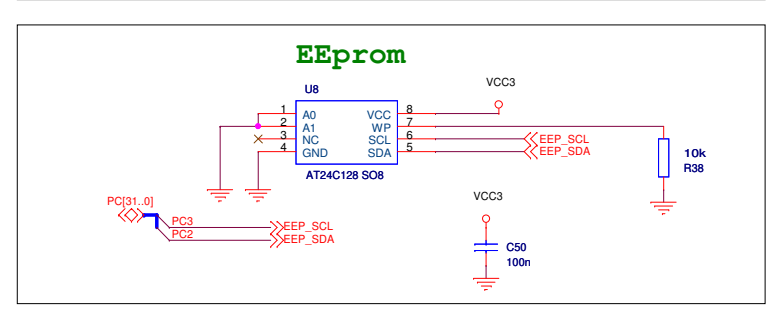 EEprom
VCC3
U8
1 A0 VCC 8
2 A1 WP 7
3 NC SCL 6 EEP_SCL
4 GND SDA 5 EEP_SDA
10k
R38
AT24C128 SO8
PC[31..0]
VCC3
PC3 EEP_SCL
PC2 EEP_SDA
C50
100n